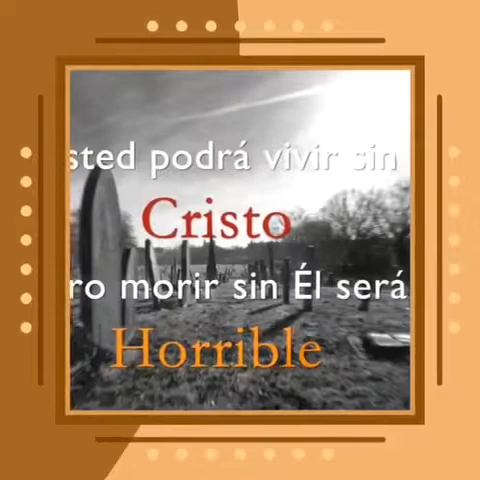 sted podrá vivir sin
Cristo
ro morir sin Él será
Horrible